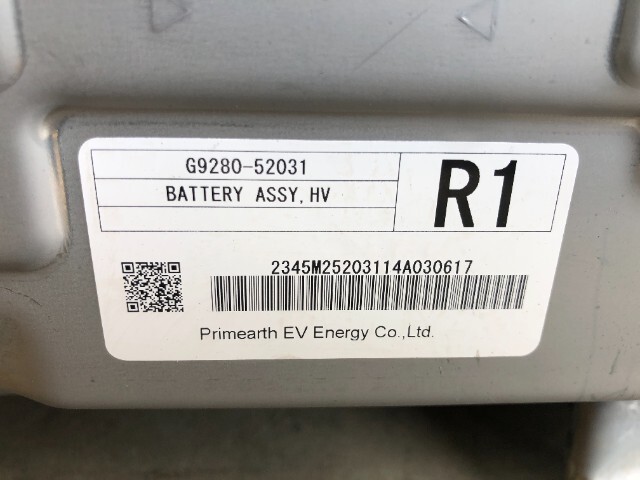 G9280-52031
BATTERY ASSY,HV
R1
2345M25203114A030617
Primearth EV Energy Co.,Ltd.